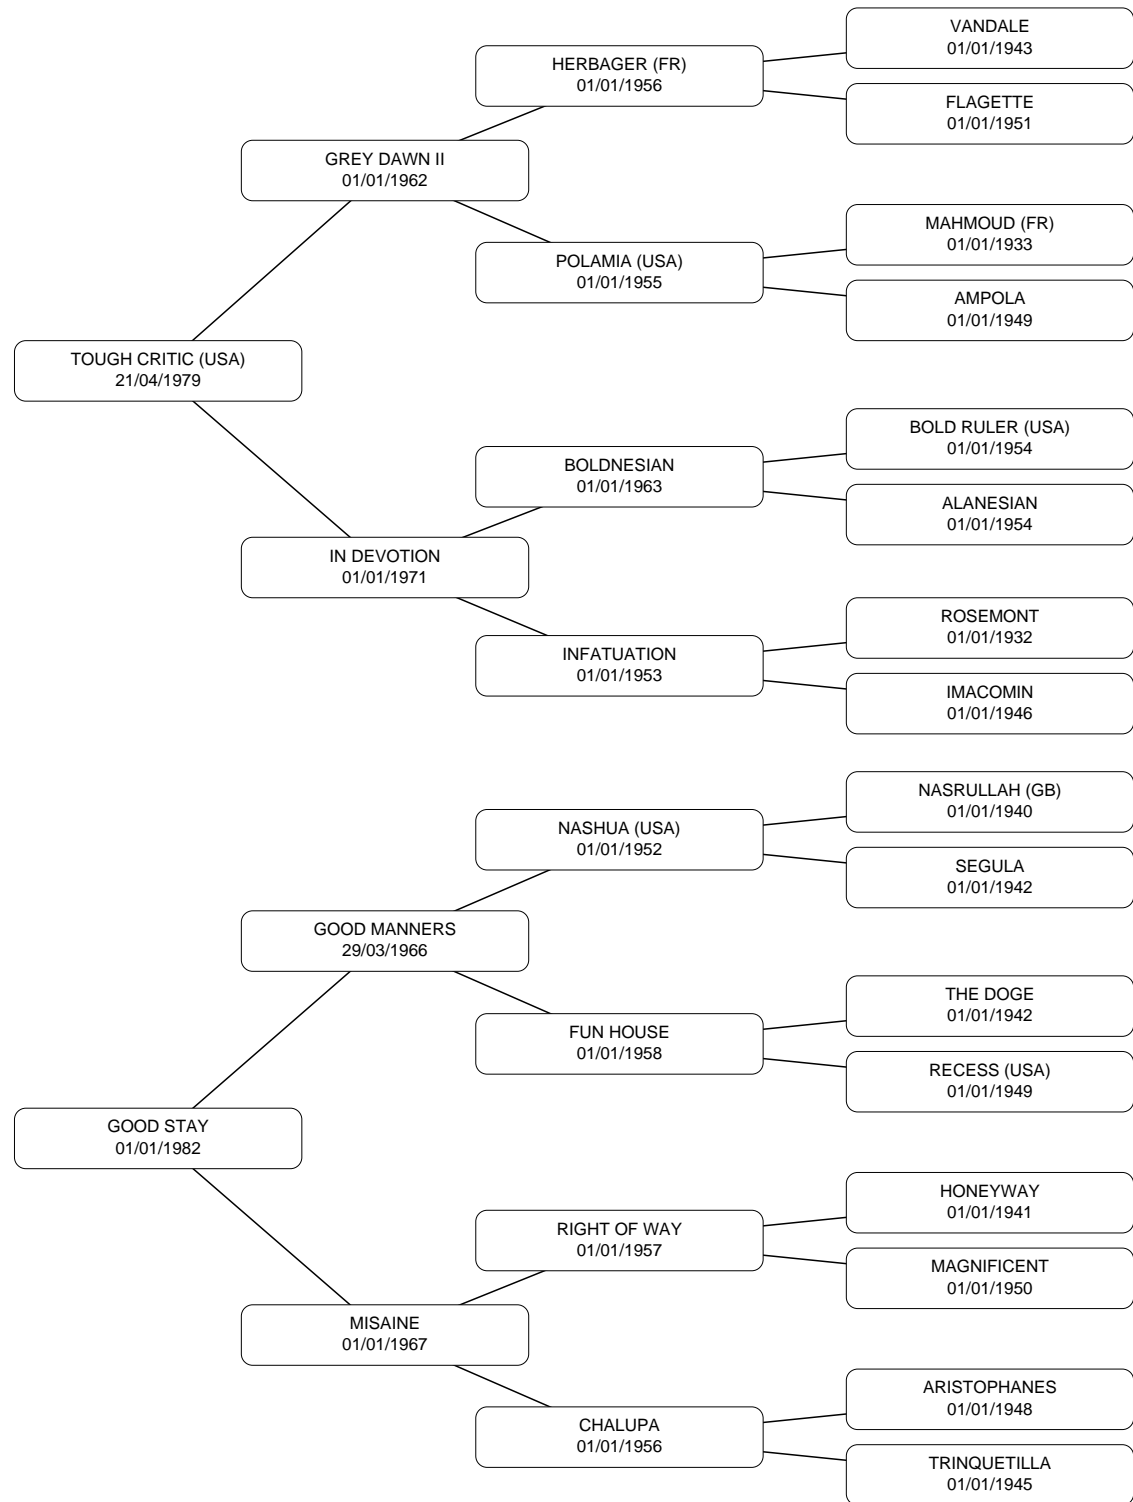 VANDALE
01/01/1943
HERBAGER (FR)
01/01/1956
FLAGETTE
01/01/1951
GREY DAWN II
01/01/1962
MAHMOUD (FR)
01/01/1933
POLAMIA (USA)
01/01/1955
AMPOLA
01/01/1949
TOUGH CRITIC (USA)
21/04/1979
BOLD RULER (USA)
01/01/1954
BOLDNESIAN
01/01/1963
ALANESIAN
01/01/1954
IN DEVOTION
01/01/1971
ROSEMONT
01/01/1932
INFATUATION
01/01/1953
IMACOMIN
01/01/1946
NASRULLAH (GB)
01/01/1940
NASHUA (USA)
01/01/1952
SEGULA
01/01/1942
GOOD MANNERS
29/03/1966
THE DOGE
01/01/1942
FUN HOUSE
01/01/1958
RECESS (USA)
01/01/1949
GOOD STAY
01/01/1982
HONEYWAY
01/01/1941
RIGHT OF WAY
01/01/1957
MAGNIFICENT
01/01/1950
MISAINE
01/01/1967
ARISTOPHANES
01/01/1948
CHALUPA
01/01/1956
TRINQUETILLA
01/01/1945